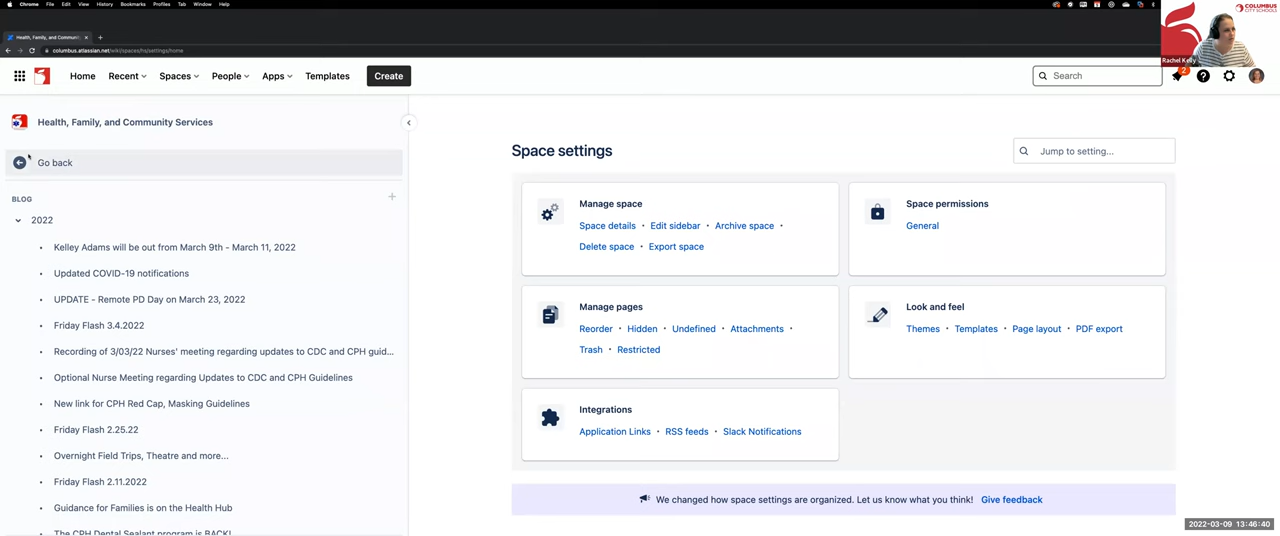 Chrome File Edit View History Bookmarks Profiles Tab Window Help
COLUMBUS
CITY SCHOOLS
Health, Family, and Communit
columbus.atlassian.net/wiki/spaces/hs/settings/home
Rachel Kelly
Home Recent Spaces People Apps Templates Create Search 2
Health, Family, and Community Services
Go back
BLOG
2022
Kelley Adams will be out from March 9th - March 11, 2022
Updated COVID-19 notifications
UPDATE - Remote PD Day on March 23, 2022
Friday Flash 3.4.2022
Recording of 3/03/22 Nurses' meeting regarding updates to CDC and CPH guid...
Optional Nurse Meeting regarding Updates to CDC and CPH Guidelines
New link for CPH Red Cap, Masking Guidelines
Friday Flash 2.25.22
Overnight Field Trips, Theatre and more...
Friday Flash 2.11.2022
Guidance for Families is on the Health Hub
The CPH Dental Sealant program is BACK!
Space settings
Jump to setting...
Manage space
Space details • Edit sidebar • Archive space •
Delete space • Export space
Space permissions
General
Manage pages
Reorder • Hidden • Undefined • Attachments •
Trash • Restricted
Look and feel
Themes • Templates • Page layout • PDF export
Integrations
Application Links • RSS feeds • Slack Notifications
We changed how space settings are organized. Let us know what you think! Give feedback
2022-03-09 13:46:40